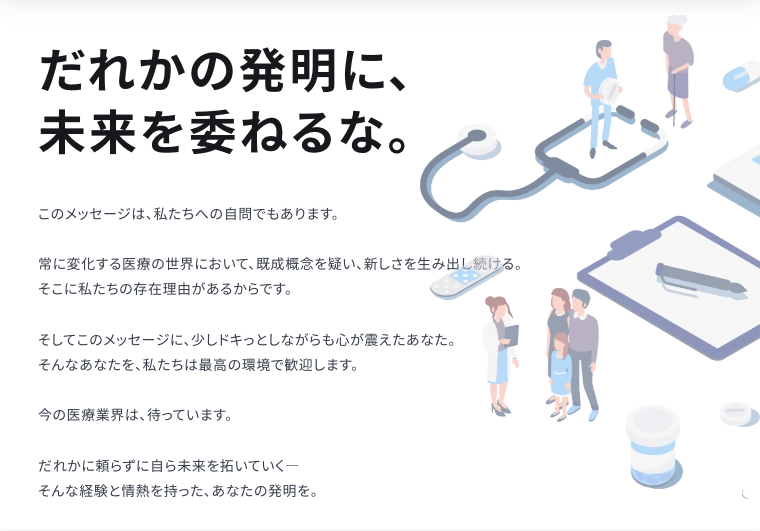 だれかの発明に、
未来を委ねるな。
このメッセージは、私たちへの自問でもあります。
常に変化する医療の世界において、既成概念を疑い、新しさを生み出し続ける。
そこに私たちの存在理由があるからです。
そしてこのメッセージに、少しドキっとしながらも心が震えたあなた。
そんなあなたを、私たちは最高の環境で歓迎します。
今の医療業界は、待っています。
だれかに頼らずに自ら未来を拓いていく―
そんな経験と情熱を持った、あなたの発明を。